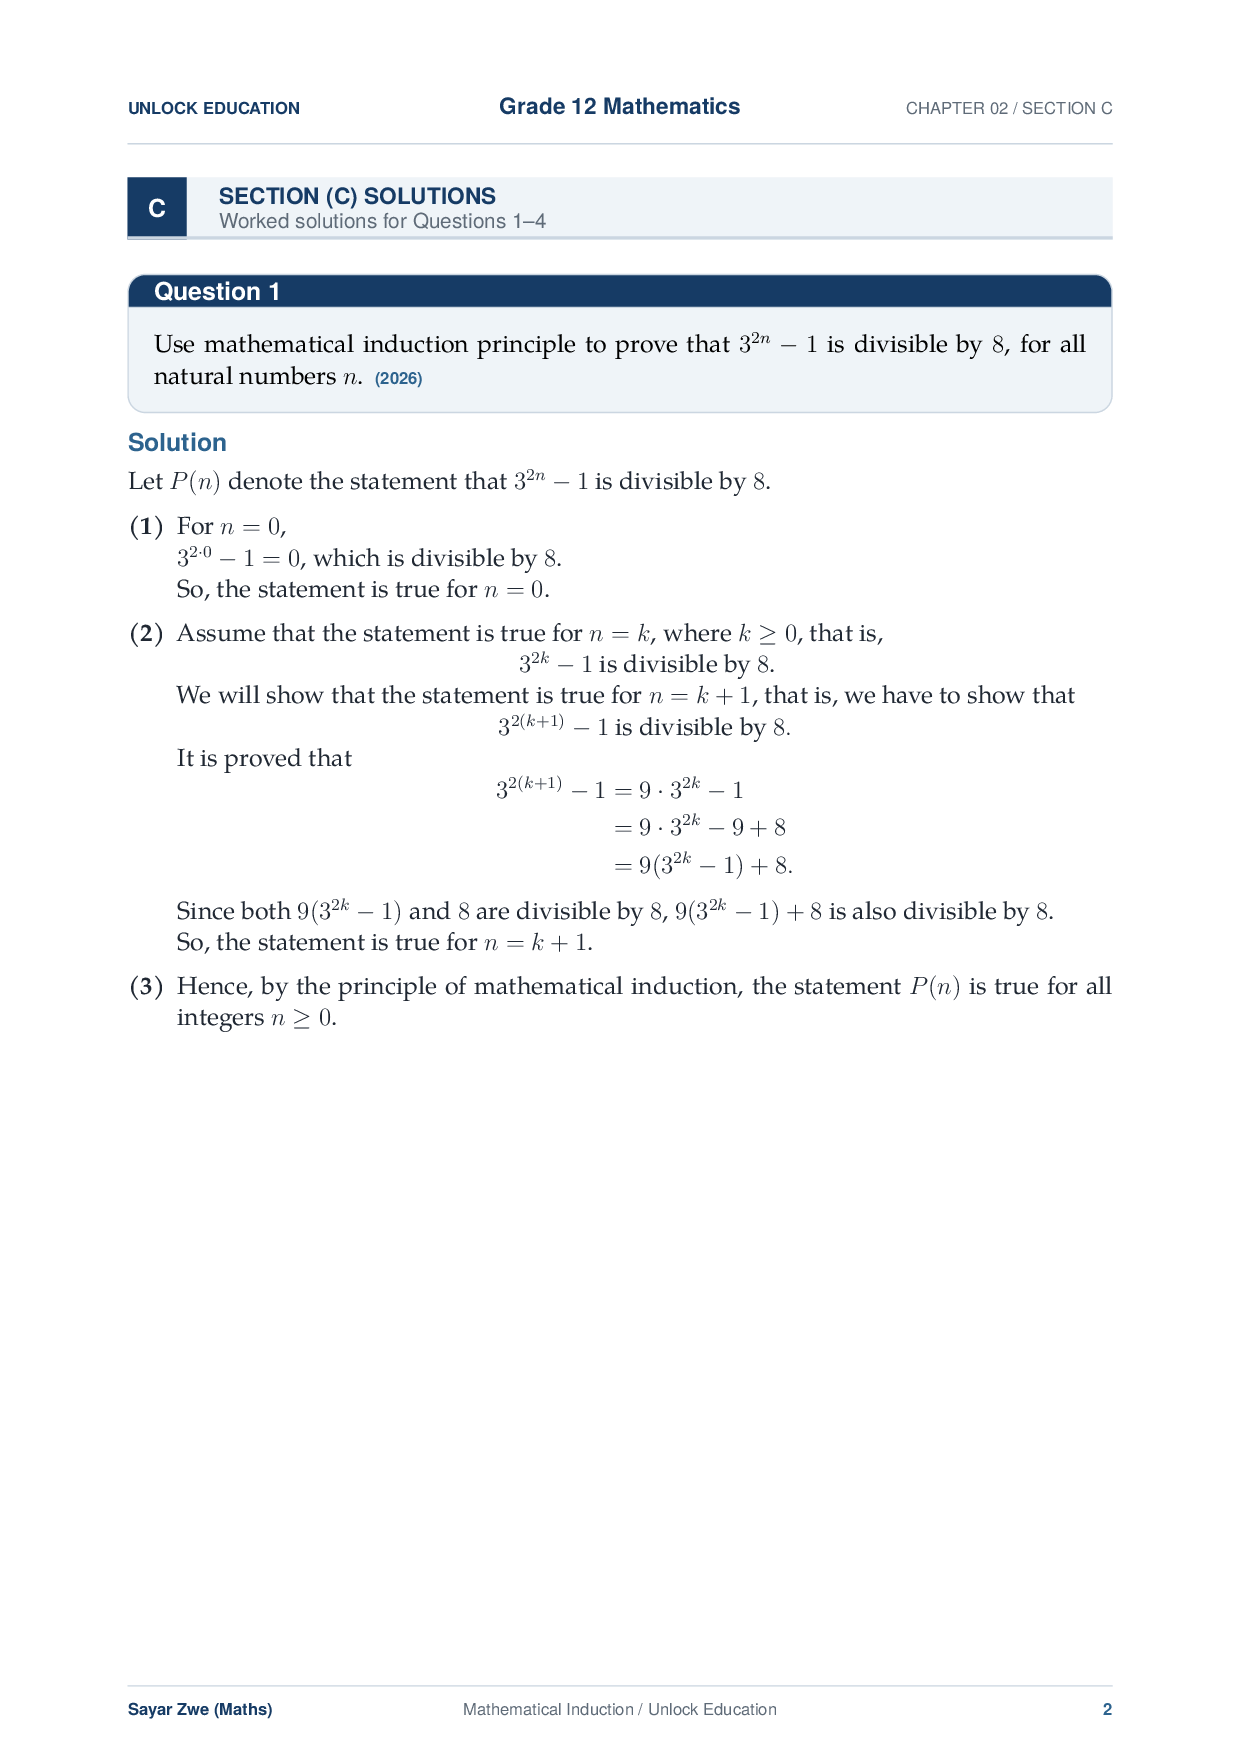 UNLOCK EDUCATION
Grade 12 Mathematics
CHAPTER 02 / SECTION C
C
SECTION (C) SOLUTIONS
Worked solutions for Questions 1–4
Question 1
Use mathematical induction principle to prove that $3^{2n} - 1$ is divisible by 8, for all
natural numbers $n$. (2026)
Solution
Let $P(n)$ denote the statement that $3^{2n} - 1$ is divisible by 8.
(1) For $n = 0$,
$3^{2 \cdot 0} - 1 = 0$, which is divisible by 8.
So, the statement is true for $n = 0$.
(2) Assume that the statement is true for $n = k$, where $k \geq 0$, that is,
$3^{2k} - 1$ is divisible by 8.
We will show that the statement is true for $n = k + 1$, that is, we have to show that
$3^{2(k+1)} - 1$ is divisible by 8.
It is proved that
$3^{2(k+1)} - 1 = 9 \cdot 3^{2k} - 1$
$= 9 \cdot 3^{2k} - 9 + 8$
$= 9(3^{2k} - 1) + 8.$
Since both $9(3^{2k} - 1)$ and 8 are divisible by 8, $9(3^{2k} - 1) + 8$ is also divisible by 8.
So, the statement is true for $n = k + 1$.
(3) Hence, by the principle of mathematical induction, the statement $P(n)$ is true for all
integers $n \geq 0$.
Sayar Zwe (Maths)
Mathematical Induction / Unlock Education
2